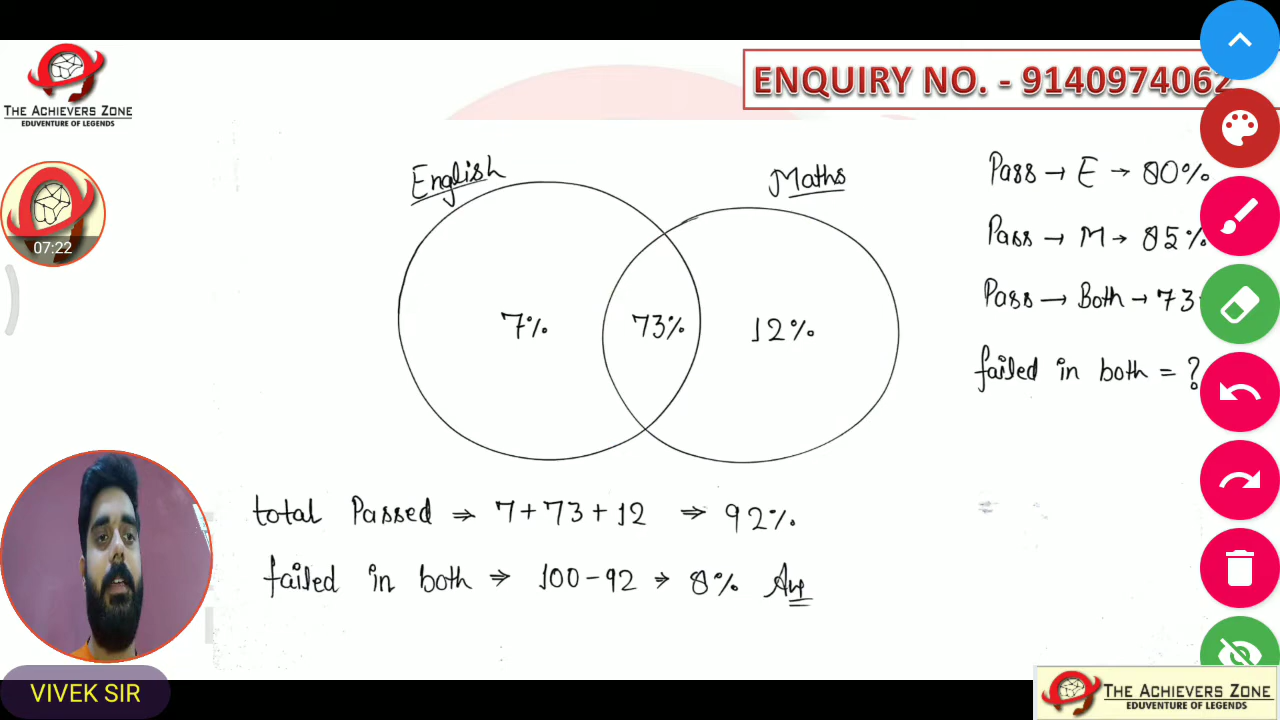 THE ACHIEVERS ZONE
EDUVENTURE OF LEGENDS
ENQUIRY NO. - 9140974062
07:22
English
Maths
7%
73%
12%
Pass → E → 80%
Pass → M → 85%
Pass → Both → 73
failed in both = ?
total Passed ⇒ 7+73+12 ⇒ 92%
failed in both ⇒ 100-92 ⇒ 8% Ans
VIVEK SIR
THE ACHIEVERS ZONE
EDUVENTURE OF LEGENDS